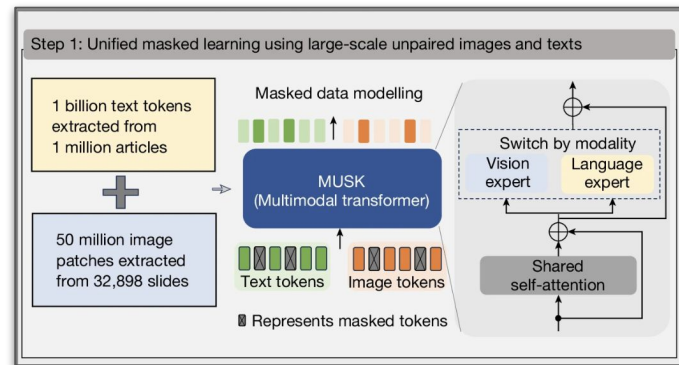 Step 1: Unified masked learning using large-scale unpaired images and texts
1 billion text tokens
extracted from
1 million articles
50 million image
patches extracted
from 32,898 slides
Masked data modelling
MUSK
(Multimodal transformer)
Text tokens
Image tokens
Represents masked tokens
Switch by modality
Vision
expert
Language
expert
Shared
self-attention